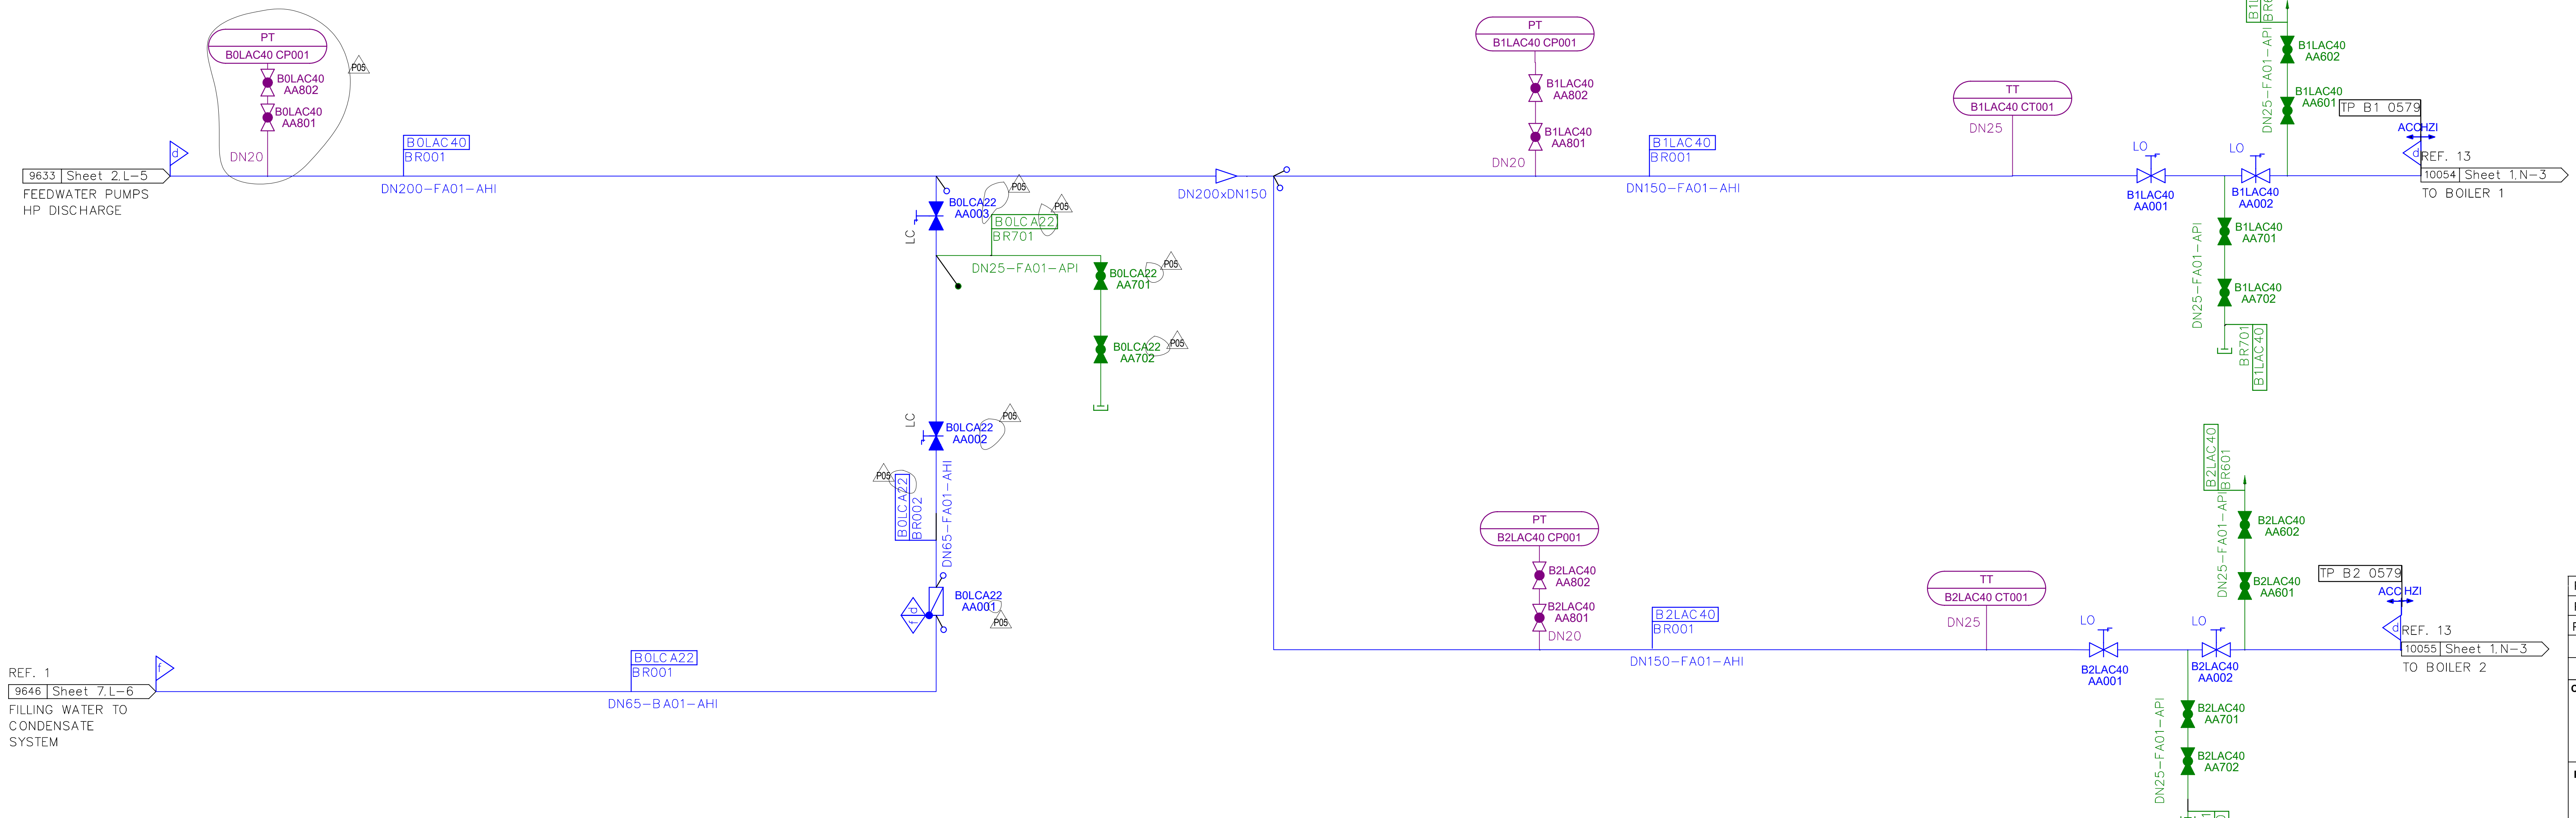 PT
B0LAC40 CP001
B0LAC40
AA802
B0LAC40
AA801
DN20
P05
d
9633 Sheet 2,L-5
FEEDWATER PUMPS
HP DISCHARGE
B0LAC40
BR001
DN200-FA01-AHI
B0LCA22
AA003
LC
P05
P05
B0LCA22
BR701
DN25-FA01-API
B0LCA22
AA701
P05
B0LCA22
AA702
P05
LC
B0LCA22
AA002
P05
P05
B0LCA22
BR002
DN65-FA01-AHI
B0LCA22
AA001
P05
d
f
REF. 1
9646 Sheet 7,L-6
f
FILLING WATER TO
CONDENSATE
SYSTEM
B0LCA22
BR001
DN65-BA01-AHI
DN200xDN150
PT
B1LAC40 CP001
B1LAC40
AA802
B1LAC40
AA801
DN20
B1LAC40
BR001
DN150-FA01-AHI
TT
B1LAC40 CT001
DN25
LO
B1LAC40
AA001
LO
B1LAC40
AA002
DN25-FA01-API
B1LAC40
AA602
B1LAC40
AA601
TP B1 0579
ACC HZI
d
REF. 13
10054 Sheet 1,N-3
TO BOILER 1
DN25-FA01-API
B1LAC40
AA701
B1LAC40
AA702
BR701
B1LAC40
PT
B2LAC40 CP001
B2LAC40
AA802
B2LAC40
AA801
DN20
B2LAC40
BR001
DN150-FA01-AHI
TT
B2LAC40 CT001
DN25
LO
B2LAC40
AA001
LO
B2LAC40
AA002
B2LAC40
BR601
DN25-FA01-API
B2LAC40
AA602
B2LAC40
AA601
TP B2 0579
ACC HZI
d
REF. 13
10055 Sheet 1,N-3
TO BOILER 2
DN25-FA01-API
B2LAC40
AA701
B2LAC40
AA702